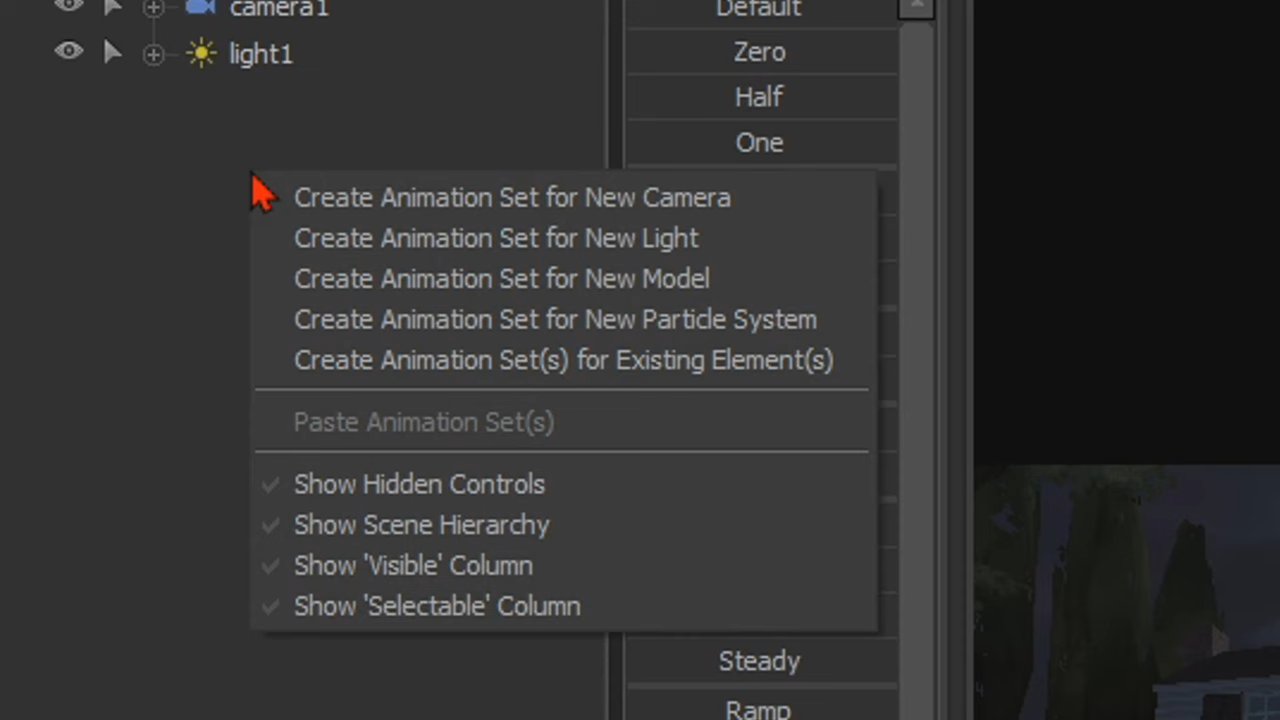 camera1
light1
Default
Zero
Half
One
Create Animation Set for New Camera
Create Animation Set for New Light
Create Animation Set for New Model
Create Animation Set for New Particle System
Create Animation Set(s) for Existing Element(s)
Paste Animation Set(s)
Show Hidden Controls
Show Scene Hierarchy
Show 'Visible' Column
Show 'Selectable' Column
Steady
Ramp